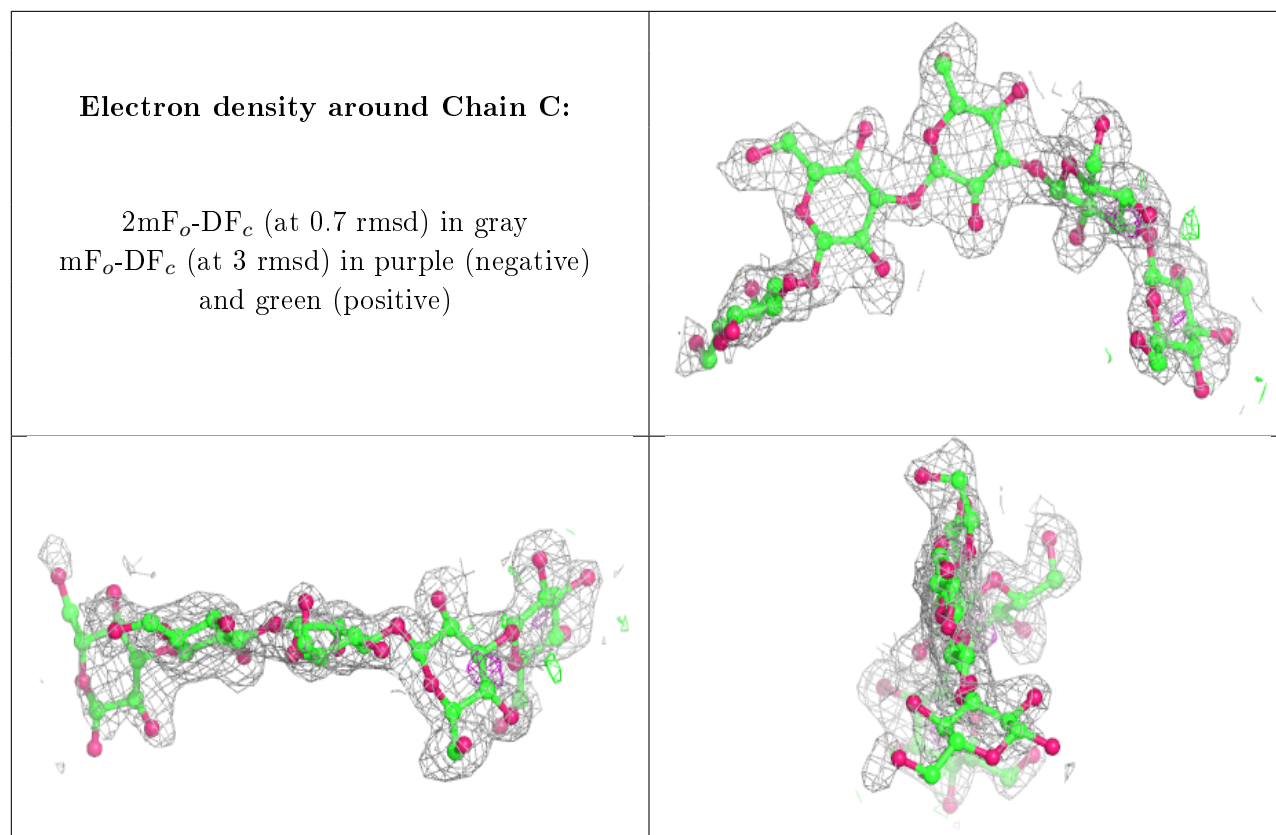 Electron density around Chain C:
2mFₒ-DF𝒸 (at 0.7 rmsd) in gray
mFₒ-DF𝒸 (at 3 rmsd) in purple (negative)
and green (positive)